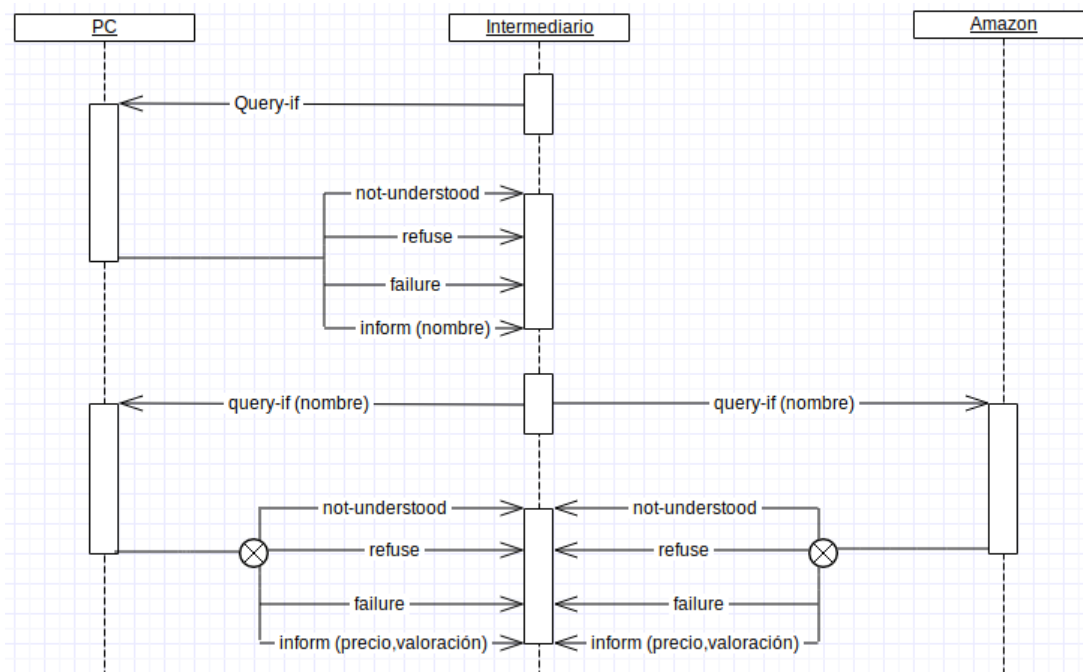 PC
Intermediario
Amazon
Query-if
not-understood
refuse
failure
inform (nombre)
query-if (nombre)
query-if (nombre)
not-understood
not-understood
refuse
refuse
failure
failure
inform (precio,valoración)
inform (precio,valoración)